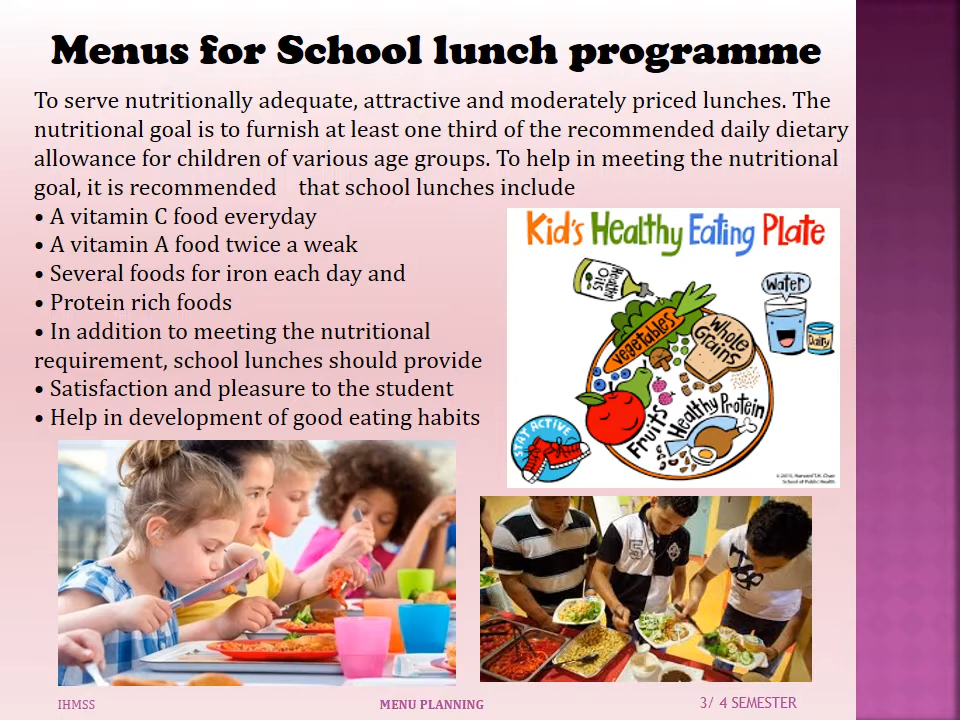 Menus for School lunch programme
To serve nutritionally adequate, attractive and moderately priced lunches. The
nutritional goal is to furnish at least one third of the recommended daily dietary
allowance for children of various age groups. To help in meeting the nutritional
goal, it is recommended that school lunches include
• A vitamin C food everyday
• A vitamin A food twice a weak
• Several foods for iron each day and
• Protein rich foods
• In addition to meeting the nutritional
requirement, school lunches should provide
• Satisfaction and pleasure to the student
• Help in development of good eating habits
Kid's Healthy Eating Plate
Healthy
Oils
water
Dairy
vegetables
Whole
Grains
Fruits
Healthy Protein
STAY ACTIVE
© 2015, Harvard T.H. Chan
School of Public Health
5
IHMSS
MENU PLANNING
3/ 4 SEMESTER